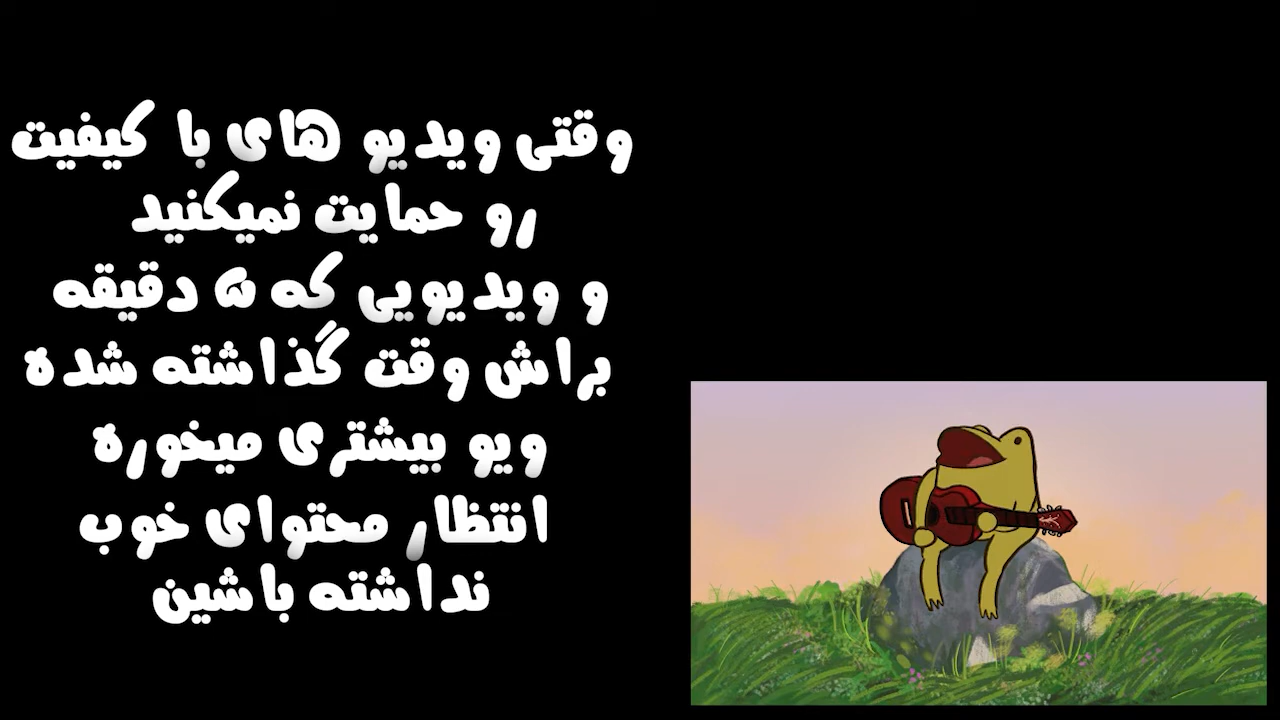 وقتی ویدیو های با کیفیت
رو حمایت نمیکنید
و ویدیویی که ۵ دقیقه
براش وقت گذاشته شده
ویو بیشتری میخوره
انتظار محتوای خوب
نداشته باشین